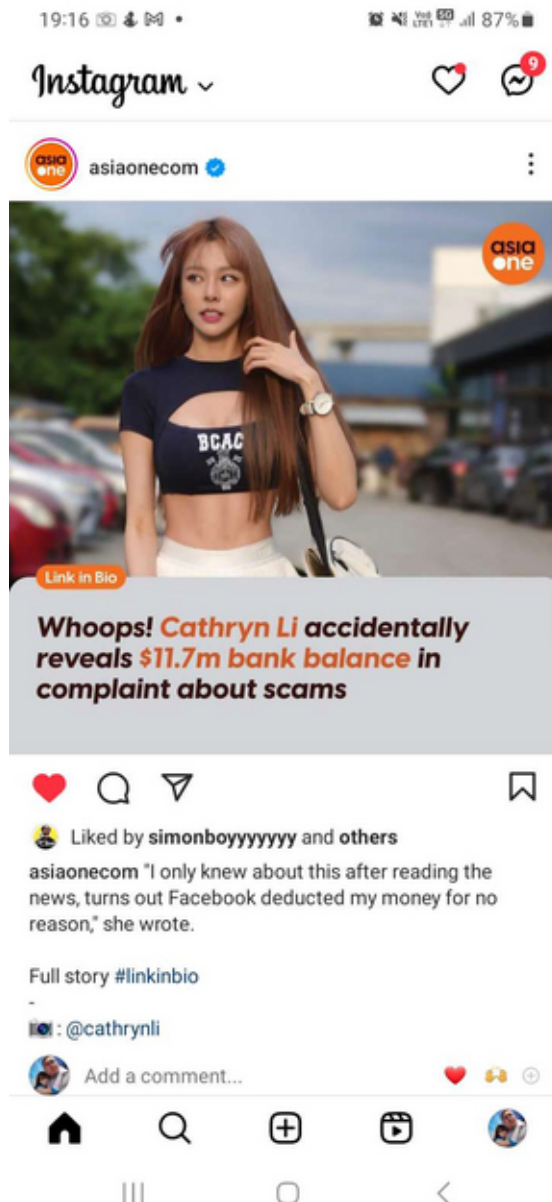 19:16
Voo 5G
LTE1 87%
Instagram
9
asia
one
asiaonecom
asia
one
BCAC
Link in Bio
Whoops! Cathryn Li accidentally
reveals $11.7m bank balance in
complaint about scams
Liked by simonboyyyyyyy and others
asiaonecom "I only knew about this after reading the
news, turns out Facebook deducted my money for no
reason," she wrote.
Full story #linkinbio
-
: @cathrynli
Add a comment...